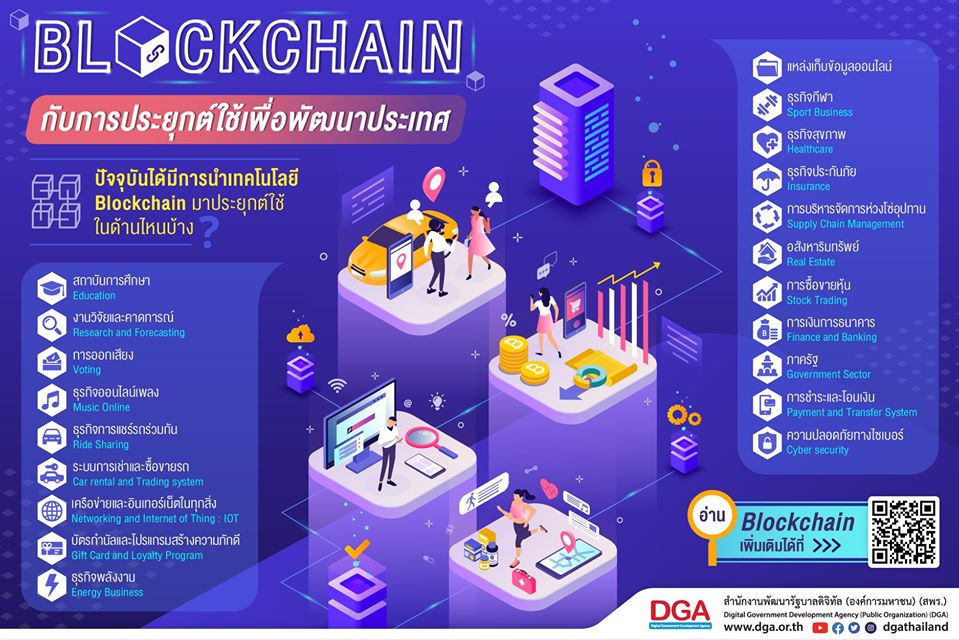 BLOCKCHAIN
กับการประยุกต์ใช้เพื่อพัฒนาประเทศ
ปัจจุบันได้มีการนำเทคโนโลยี
Blockchain มาประยุกต์ใช้
ในด้านไหนบ้าง ?
สถาบันการศึกษา
Education
งานวิจัยและคาดการณ์
Research and Forecasting
การออกเสียง
Voting
ธุรกิจออนไลน์เพลง
Music Online
ธุรกิจการแชร์รถร่วมกัน
Ride Sharing
ระบบการเช่าและซื้อขายรถ
Car rental and Trading system
เครือข่ายและอินเทอร์เน็ตในทุกสิ่ง
Networking and Internet of Thing : IOT
บัตรกำนัลและโปรแกรมสร้างความภักดี
Gift Card and Loyalty Program
ธุรกิจพลังงาน
Energy Business
แหล่งเก็บข้อมูลออนไลน์
ธุรกิจกีฬา
Sport Business
ธุรกิจสุขภาพ
Healthcare
ธุรกิจประกันภัย
Insurance
การบริหารจัดการห่วงโซ่อุปทาน
Supply Chain Management
อสังหาริมทรัพย์
Real Estate
การซื้อขายหุ้น
Stock Trading
การเงินการธนาคาร
Finance and Banking
ภาครัฐ
Government Sector
การชำระและโอนเงิน
Payment and Transfer System
ความปลอดภัยทางไซเบอร์
Cyber security
%
@
อ่าน
Blockchain
เพิ่มเติมได้ที่ >>>
DGA
Digital Government Development Agency
สำนักงานพัฒนารัฐบาลดิจิทัล (องค์การมหาชน) (สพร.)
Digital Government Development Agency (Public Organization) (DGA)
www.dga.or.th dgathailand